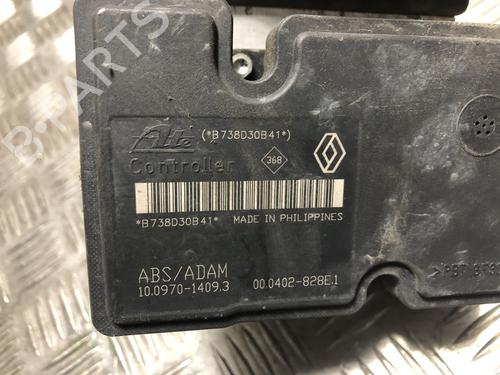 B-PARTS
Ate (*B738D30B41*)
Controller 368
*B738D30B41* MADE IN PHILIPPINES
ABS/ADAM
10.0970-1409.3 00.0402-828E.1